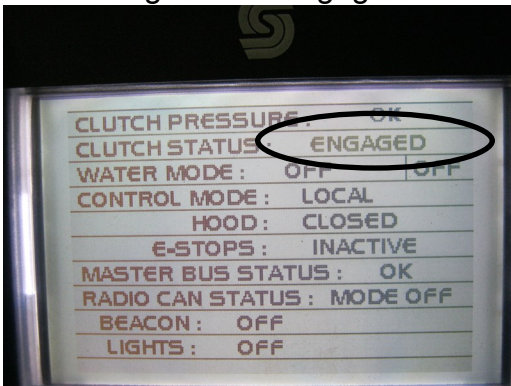 CLUTCH PRESSURE: OK
CLUTCH STATUS: ENGAGED
WATER MODE: OFF OFF
CONTROL MODE: LOCAL
HOOD: CLOSED
E-STOPS: INACTIVE
MASTER BUS STATUS: OK
RADIO CAN STATUS: MODE OFF
BEACON: OFF
LIGHTS: OFF